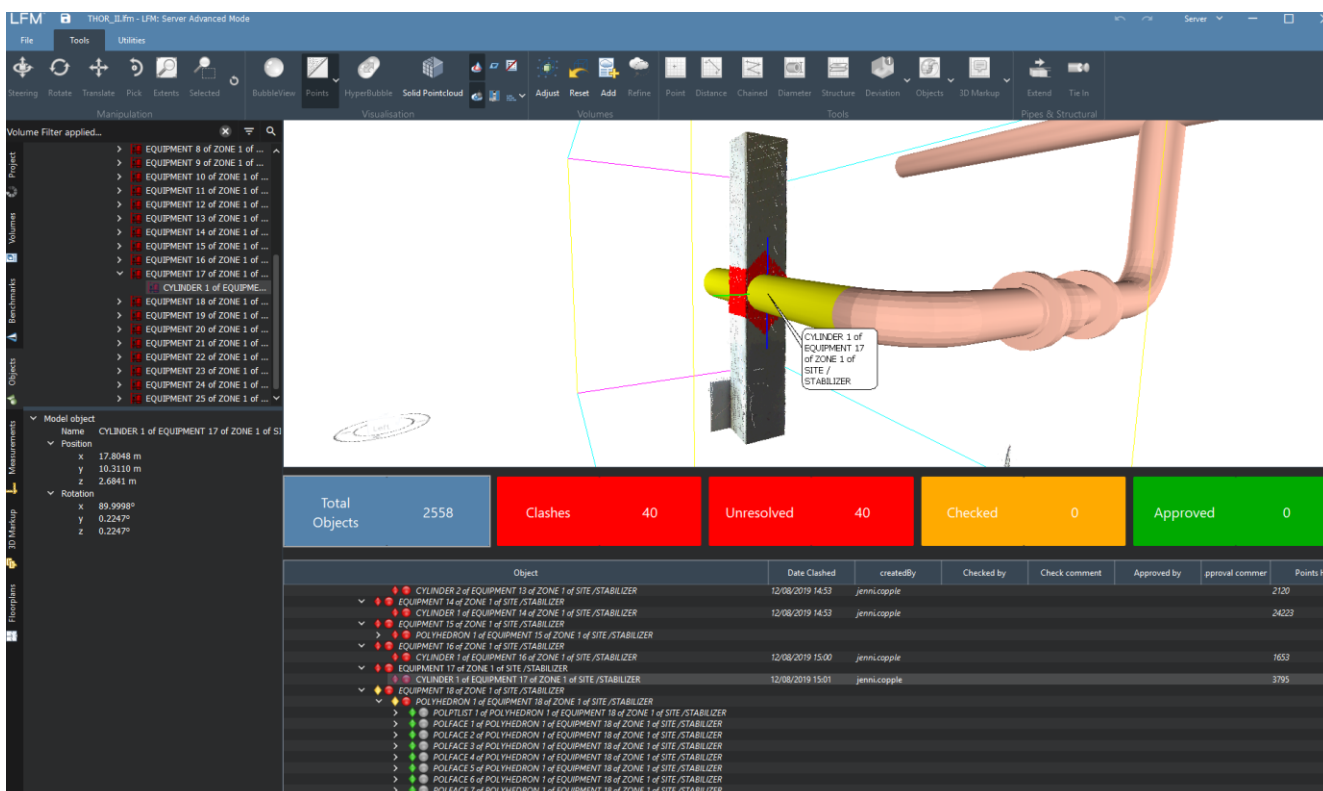 LFM THOR_II.lfm - LFM: Server Advanced Mode Server
File Tools Utilities
Steering Rotate Translate Pick Extents Selected BubbleView Points HyperBubble Solid Pointcloud Adjust Reset Add Refine Point Distance Chained Diameter Structure Deviation Objects 3D Markup Extend Tie In
Manipulation Visualisation Volumes Tools Pipes & Structural
Volume Filter applied...
Project
Volumes
Benchmarks
Objects
Measurements
3D Markup
Floorplans
EQUIPMENT 8 of ZONE 1 of ...
EQUIPMENT 9 of ZONE 1 of ...
EQUIPMENT 10 of ZONE 1 of ...
EQUIPMENT 11 of ZONE 1 of ...
EQUIPMENT 12 of ZONE 1 of ...
EQUIPMENT 13 of ZONE 1 of ...
EQUIPMENT 14 of ZONE 1 of ...
EQUIPMENT 15 of ZONE 1 of ...
EQUIPMENT 16 of ZONE 1 of ...
EQUIPMENT 17 of ZONE 1 of ...
CYLINDER 1 of EQUIPME...
EQUIPMENT 18 of ZONE 1 of ...
EQUIPMENT 19 of ZONE 1 of ...
EQUIPMENT 20 of ZONE 1 of ...
EQUIPMENT 21 of ZONE 1 of ...
EQUIPMENT 22 of ZONE 1 of ...
EQUIPMENT 23 of ZONE 1 of ...
EQUIPMENT 24 of ZONE 1 of ...
EQUIPMENT 25 of ZONE 1 of ...
Model object
Name CYLINDER 1 of EQUIPMENT 17 of ZONE 1 of SI
Position
x 17.8048 m
y 10.3110 m
z 2.6841 m
Rotation
x 89.9998º
y 0.2247º
z 0.2247º
CYLINDER 1 of
EQUIPMENT 17
of ZONE 1 of
SITE /
STABILIZER
Left
Total
Objects 2558 Clashes 40 Unresolved 40 Checked 0 Approved 0
Object Date Clashed createdBy Checked by Check comment Approved by pproval commer Points H
CYLINDER 2 of EQUIPMENT 13 of ZONE 1 of SITE /STABILIZER 12/08/2019 14:53 jenni.copple 2120
EQUIPMENT 14 of ZONE 1 of SITE /STABILIZER
CYLINDER 1 of EQUIPMENT 14 of ZONE 1 of SITE /STABILIZER 12/08/2019 14:53 jenni.copple 24223
EQUIPMENT 15 of ZONE 1 of SITE /STABILIZER
POLYHEDRON 1 of EQUIPMENT 15 of ZONE 1 of SITE /STABILIZER
EQUIPMENT 16 of ZONE 1 of SITE /STABILIZER
CYLINDER 1 of EQUIPMENT 16 of ZONE 1 of SITE /STABILIZER 12/08/2019 15:00 jenni.copple 1653
EQUIPMENT 17 of ZONE 1 of SITE /STABILIZER
CYLINDER 1 of EQUIPMENT 17 of ZONE 1 of SITE /STABILIZER 12/08/2019 15:01 jenni.copple 3795
EQUIPMENT 18 of ZONE 1 of SITE /STABILIZER
POLYHEDRON 1 of EQUIPMENT 18 of ZONE 1 of SITE /STABILIZER
POLPTLIST 1 of POLYHEDRON 1 of EQUIPMENT 18 of ZONE 1 of SITE /STABILIZER
POLFACE 1 of POLYHEDRON 1 of EQUIPMENT 18 of ZONE 1 of SITE /STABILIZER
POLFACE 2 of POLYHEDRON 1 of EQUIPMENT 18 of ZONE 1 of SITE /STABILIZER
POLFACE 3 of POLYHEDRON 1 of EQUIPMENT 18 of ZONE 1 of SITE /STABILIZER
POLFACE 4 of POLYHEDRON 1 of EQUIPMENT 18 of ZONE 1 of SITE /STABILIZER
POLFACE 5 of POLYHEDRON 1 of EQUIPMENT 18 of ZONE 1 of SITE /STABILIZER
POLFACE 6 of POLYHEDRON 1 of EQUIPMENT 18 of ZONE 1 of SITE /STABILIZER
POLFACE 7 of POLYHEDRON 1 of EQUIPMENT 18 of ZONE 1 of SITE /STABILIZER